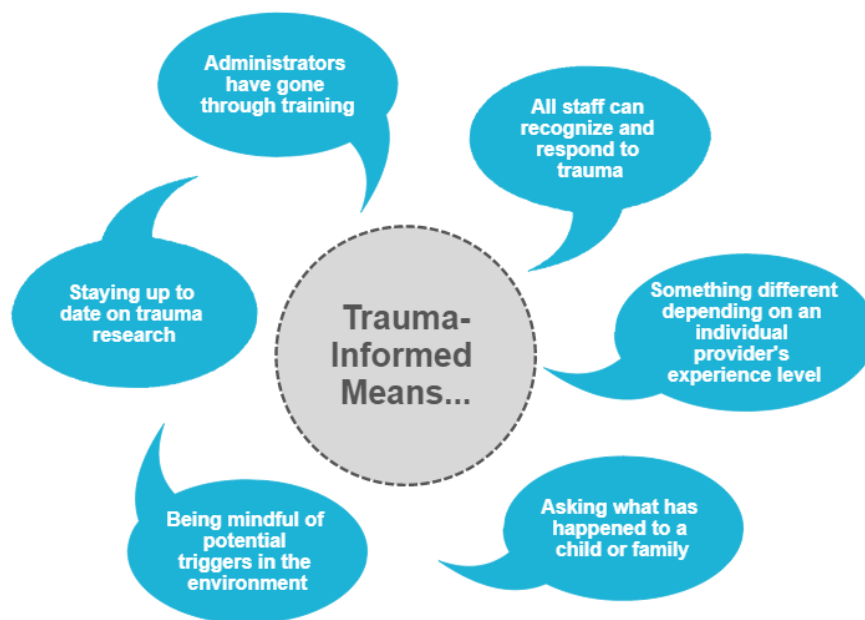 Administrators
have gone
through training
All staff can
recognize and
respond to
trauma
Staying up to
date on trauma
research
Trauma-
Informed
Means...
Something different
depending on an
individual
provider's
experience level
Being mindful of
potential
triggers in the
environment
Asking what has
happened to a
child or family